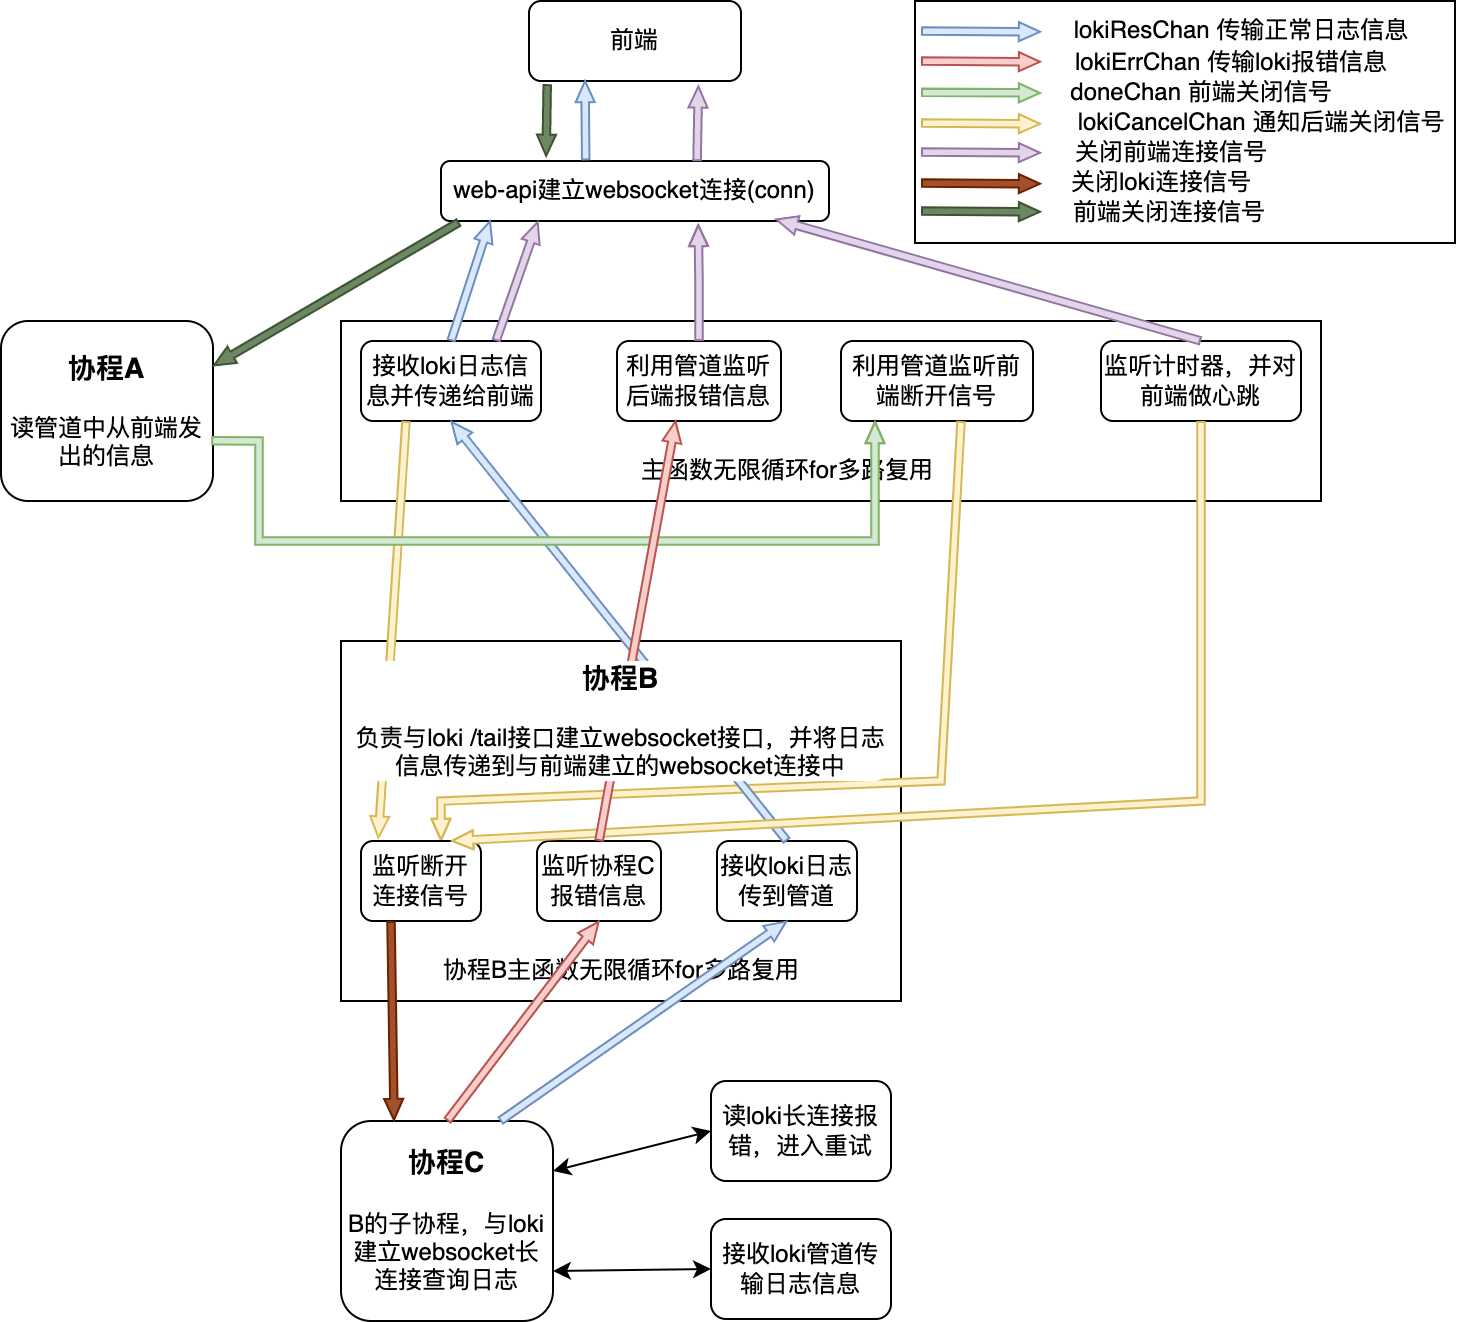 前端
lokiResChan 传输正常日志信息
lokiErrChan 传输loki报错信息
doneChan 前端关闭信号
lokiCancelChan 通知后端关闭信号
关闭前端连接信号
关闭loki连接信号
前端关闭连接信号
web-api建立websocket连接(conn)
协程A
读管道中从前端发
出的信息
接收loki日志信
息并传递给前端
利用管道监听
后端报错信息
利用管道监听前
端断开信号
监听计时器，并对
前端做心跳
主函数无限循环for多路复用
协程B
负责与loki /tail接口建立websocket接口，并将日志
信息传递到与前端建立的websocket连接中
监听断开
连接信号
监听协程C
报错信息
接收loki日志
传到管道
协程B主函数无限循环for多路复用
协程C
B的子协程，与loki
建立websocket长
连接查询日志
读loki长连接报
错，进入重试
接收loki管道传
输日志信息